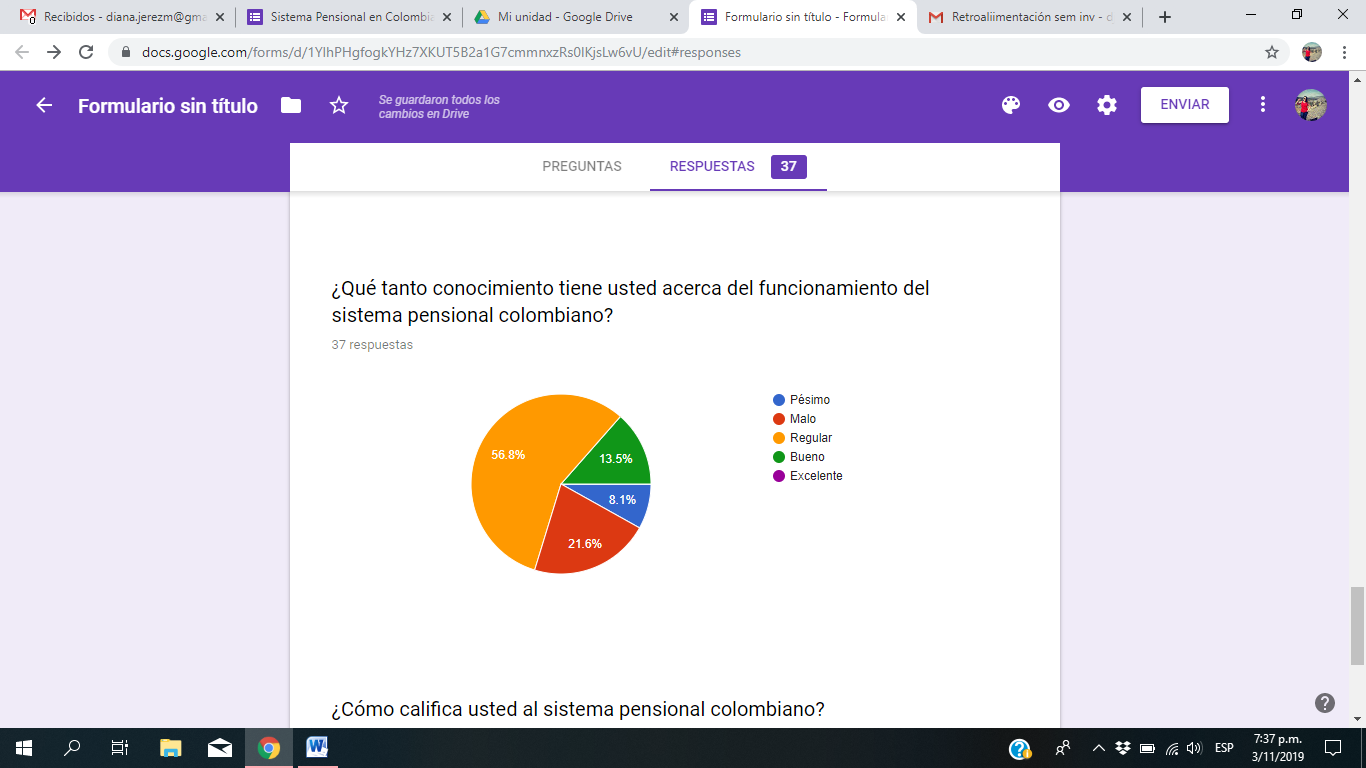 Recibidos - diana.jerezm@gma
Sistema Pensional en Colombia
Mi unidad - Google Drive
Formulario sin título - Formula
Retroaliimentación sem inv - d
docs.google.com/forms/d/1YlhPHgfogkYHz7XKUT5B2a1G7cmmnxzRs0lKjsLw6vU/edit#responses
Formulario sin título
Se guardaron todos los
cambios en Drive
ENVIAR
PREGUNTAS
RESPUESTAS 37
¿Qué tanto conocimiento tiene usted acerca del funcionamiento del
sistema pensional colombiano?
37 respuestas
56.8%
13.5%
8.1%
21.6%
Pésimo
Malo
Regular
Bueno
Excelente
¿Cómo califica usted al sistema pensional colombiano?
ESP
7:37 p.m.
3/11/2019